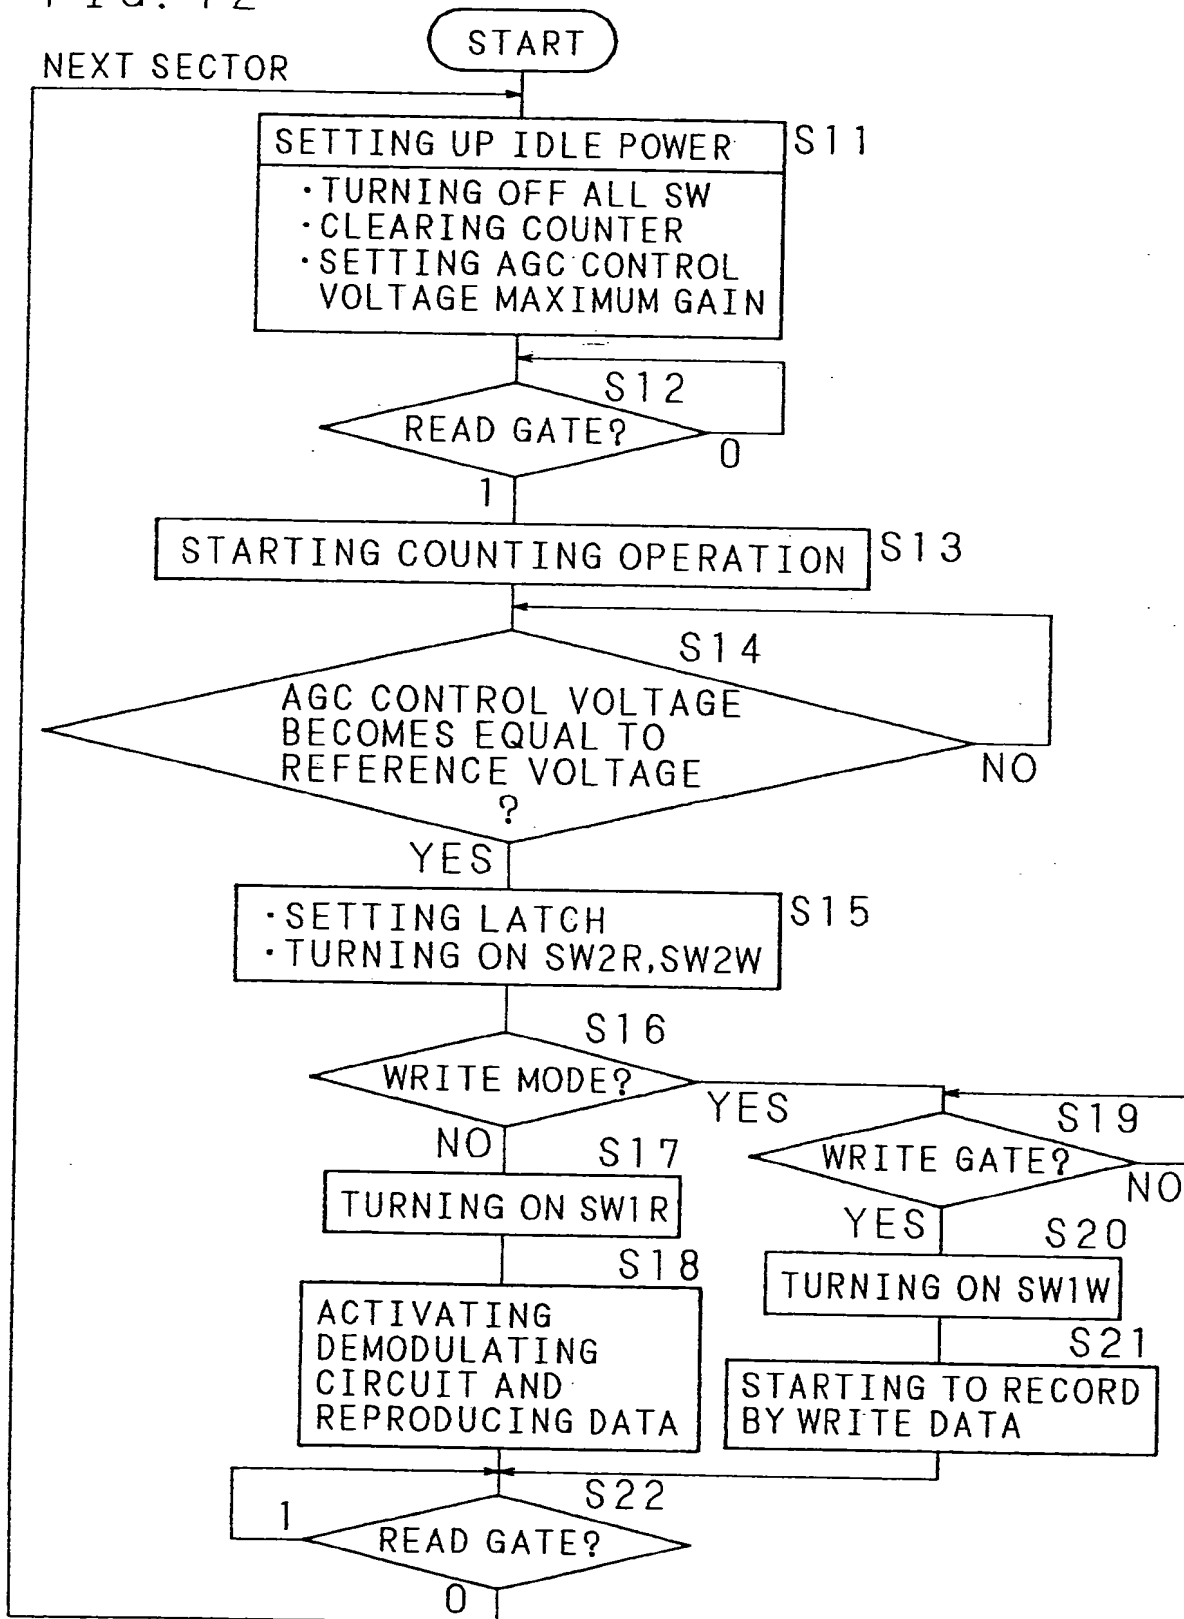 FIG. 12
START
NEXT SECTOR
S11
SETTING UP IDLE POWER
·TURNING OFF ALL SW
·CLEARING COUNTER
·SETTING AGC CONTROL
VOLTAGE MAXIMUM GAIN
S12
READ GATE?
0
1
STARTING COUNTING OPERATION
S13
S14
AGC CONTROL VOLTAGE
BECOMES EQUAL TO
REFERENCE VOLTAGE
?
NO
YES
·SETTING LATCH
·TURNING ON SW2R,SW2W
S15
S16
WRITE MODE?
YES
NO
S17
TURNING ON SW1R
S18
ACTIVATING
DEMODULATING
CIRCUIT AND
REPRODUCING DATA
S19
WRITE GATE?
NO
YES
S20
TURNING ON SW1W
S21
STARTING TO RECORD
BY WRITE DATA
S22
1
READ GATE?
0